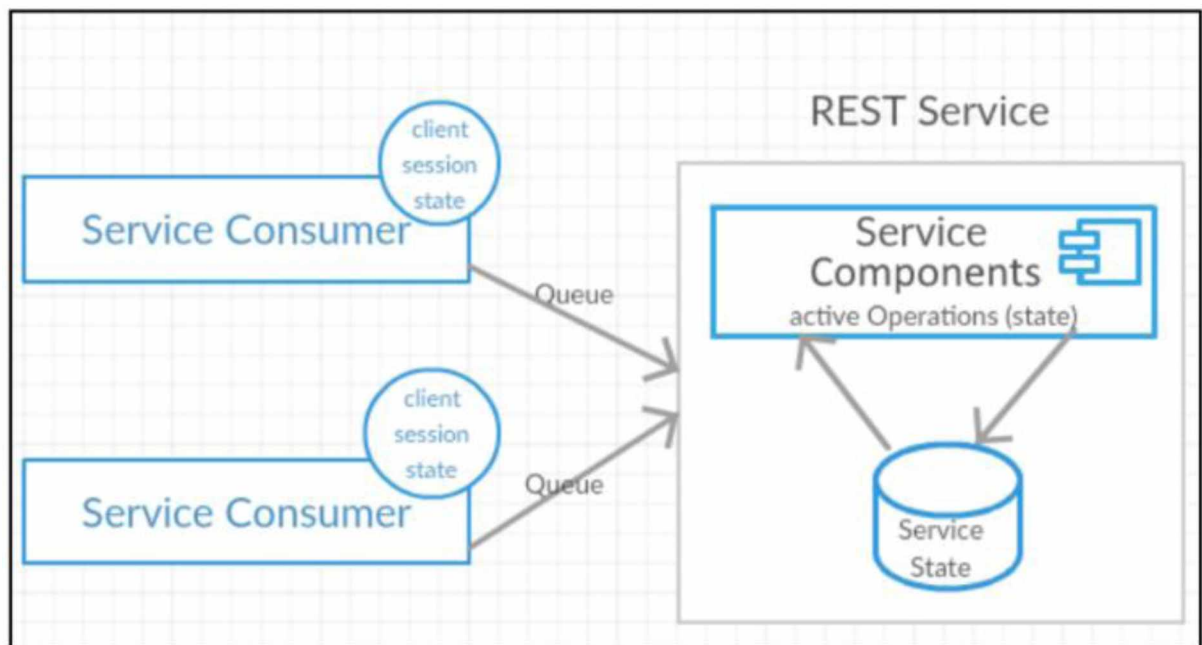 client
session
state
Service Consumer
Queue
client
session
state
Service Consumer
Queue
REST Service
Service
Components
active Operations (state)
Service
State